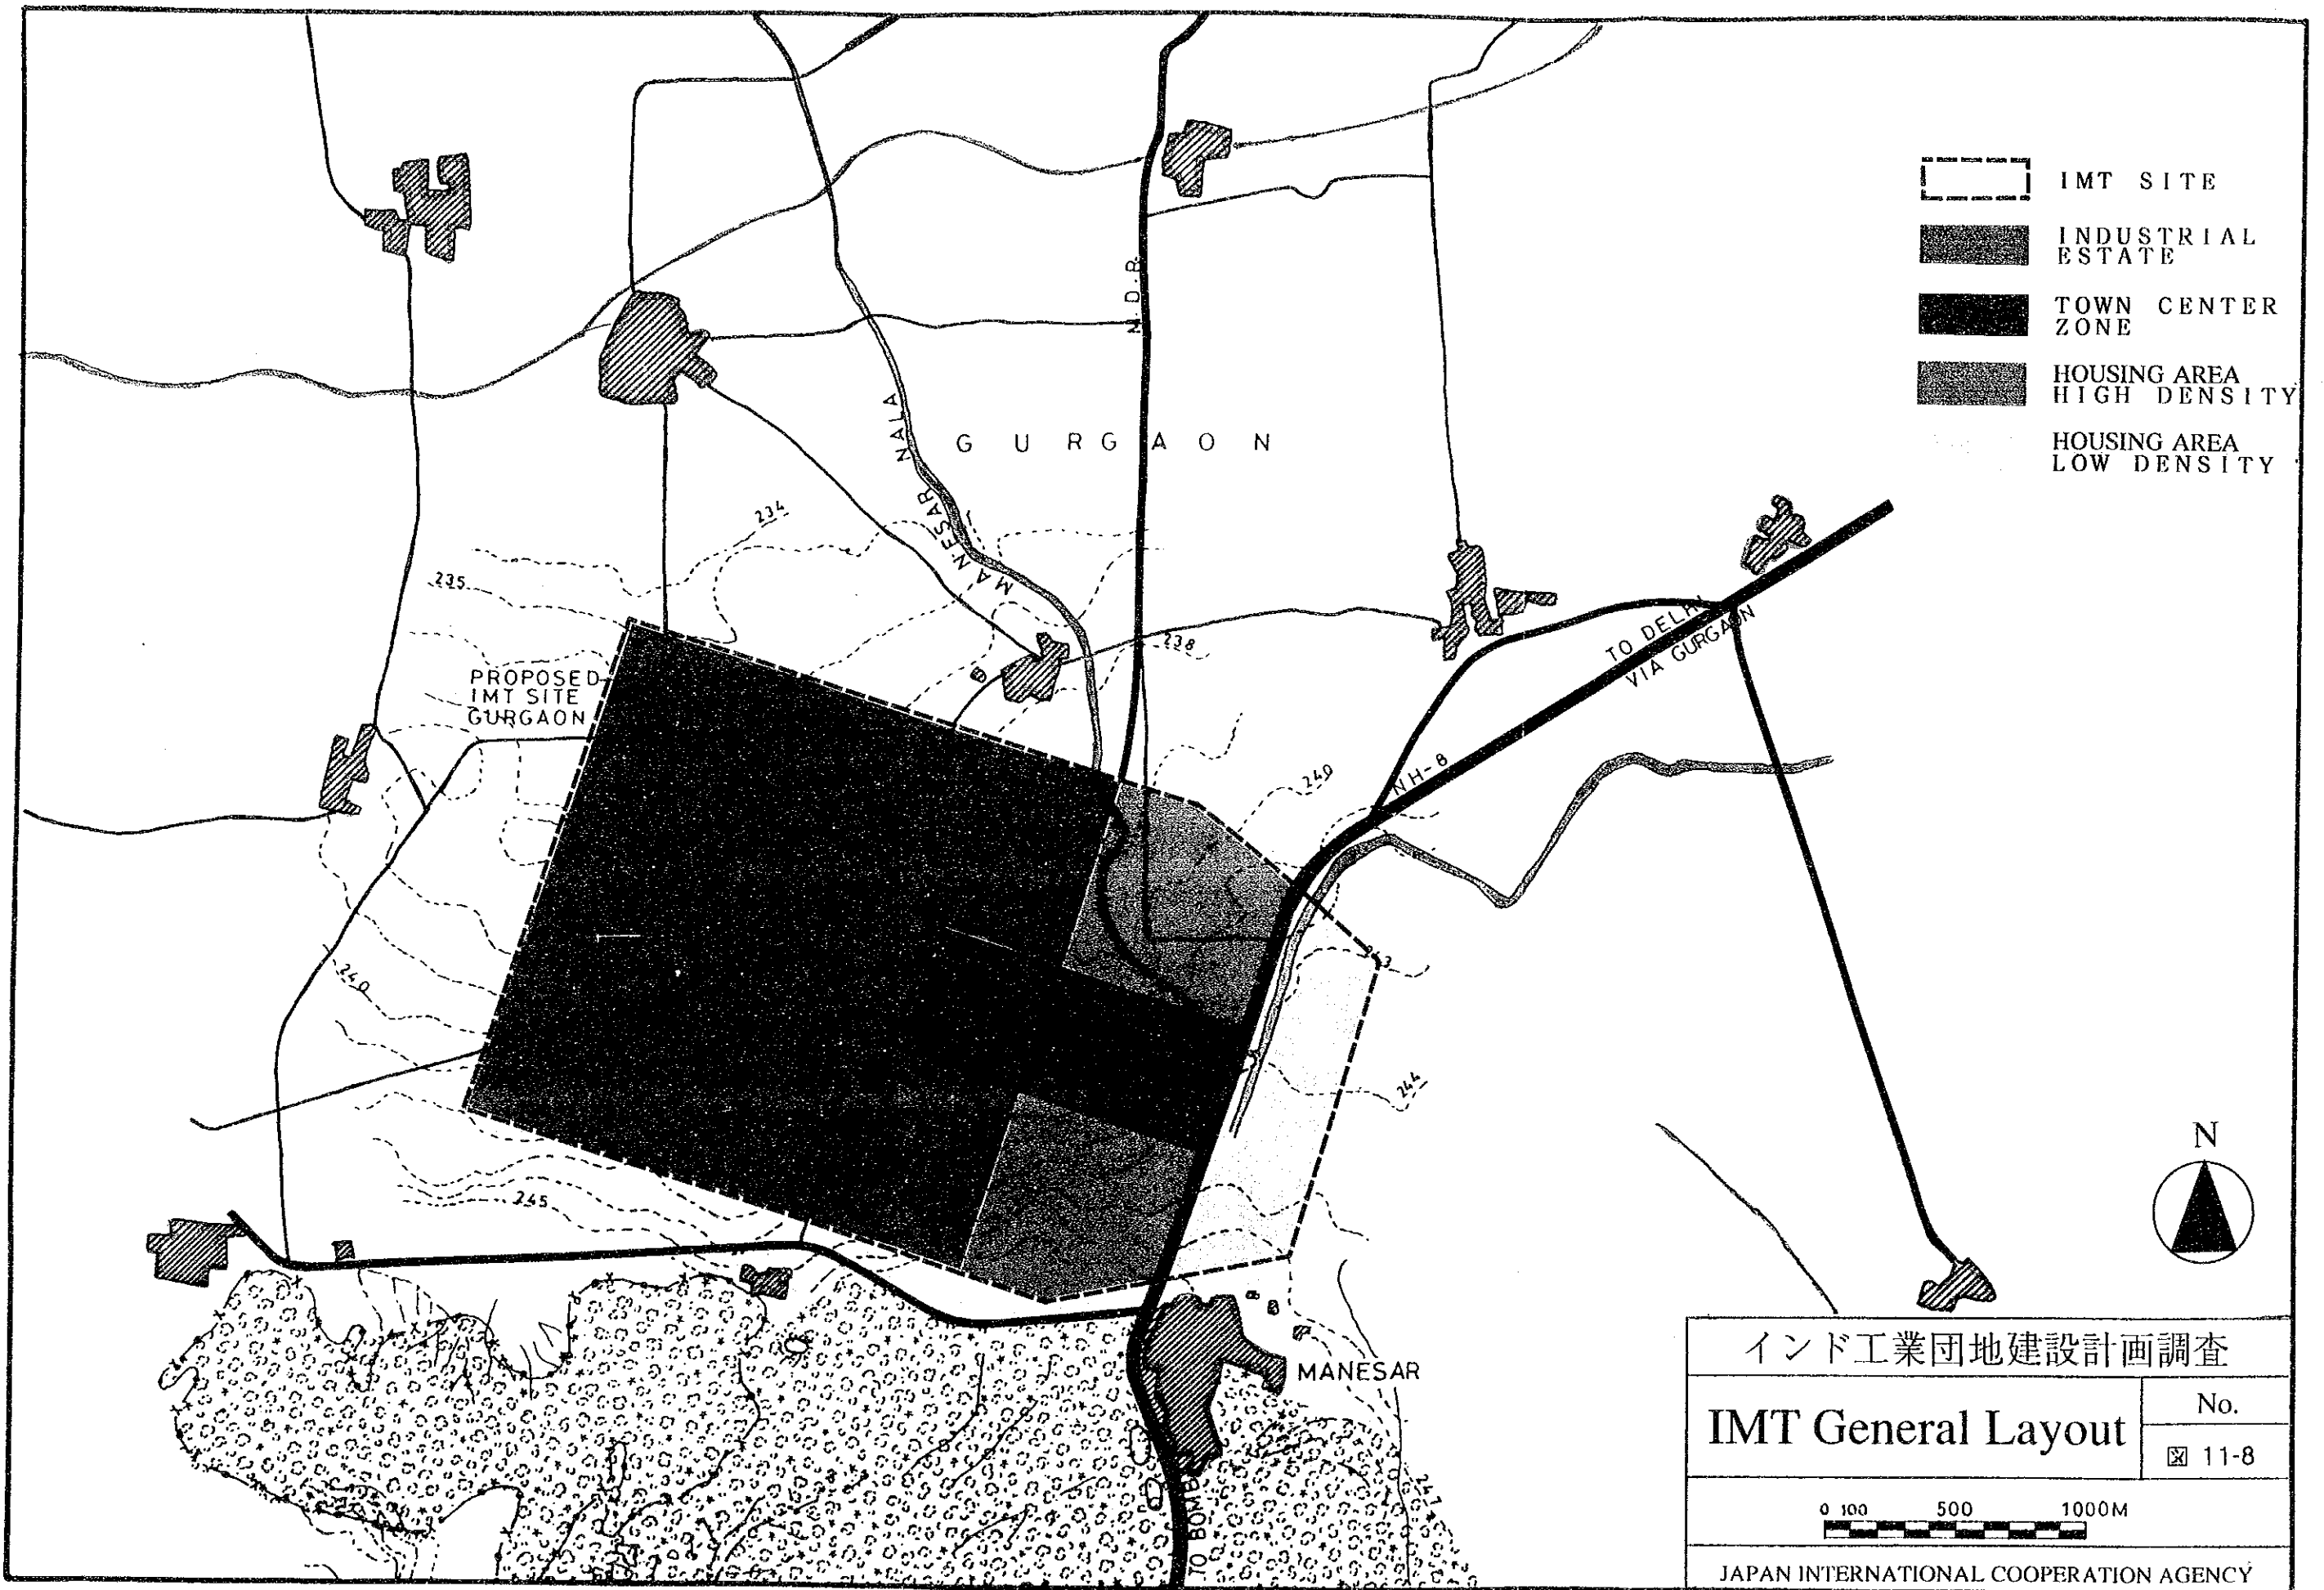 IMT SITE
INDUSTRIAL
ESTATE
TOWN CENTER
ZONE
HOUSING AREA
HIGH DENSITY
HOUSING AREA
LOW DENSITY
M.D.R.
MANESAR NALA
GURGAON
234
235
238
PROPOSED
IMT SITE
GURGAON
TO DELHI
VIA GURGAON
NH-8
240
243
240
244
245
MANESAR
247
N
インド工業団地建設計画調査
IMT General Layout
No.
図 11-8
0 100 500 1000M
JAPAN INTERNATIONAL COOPERATION AGENCY